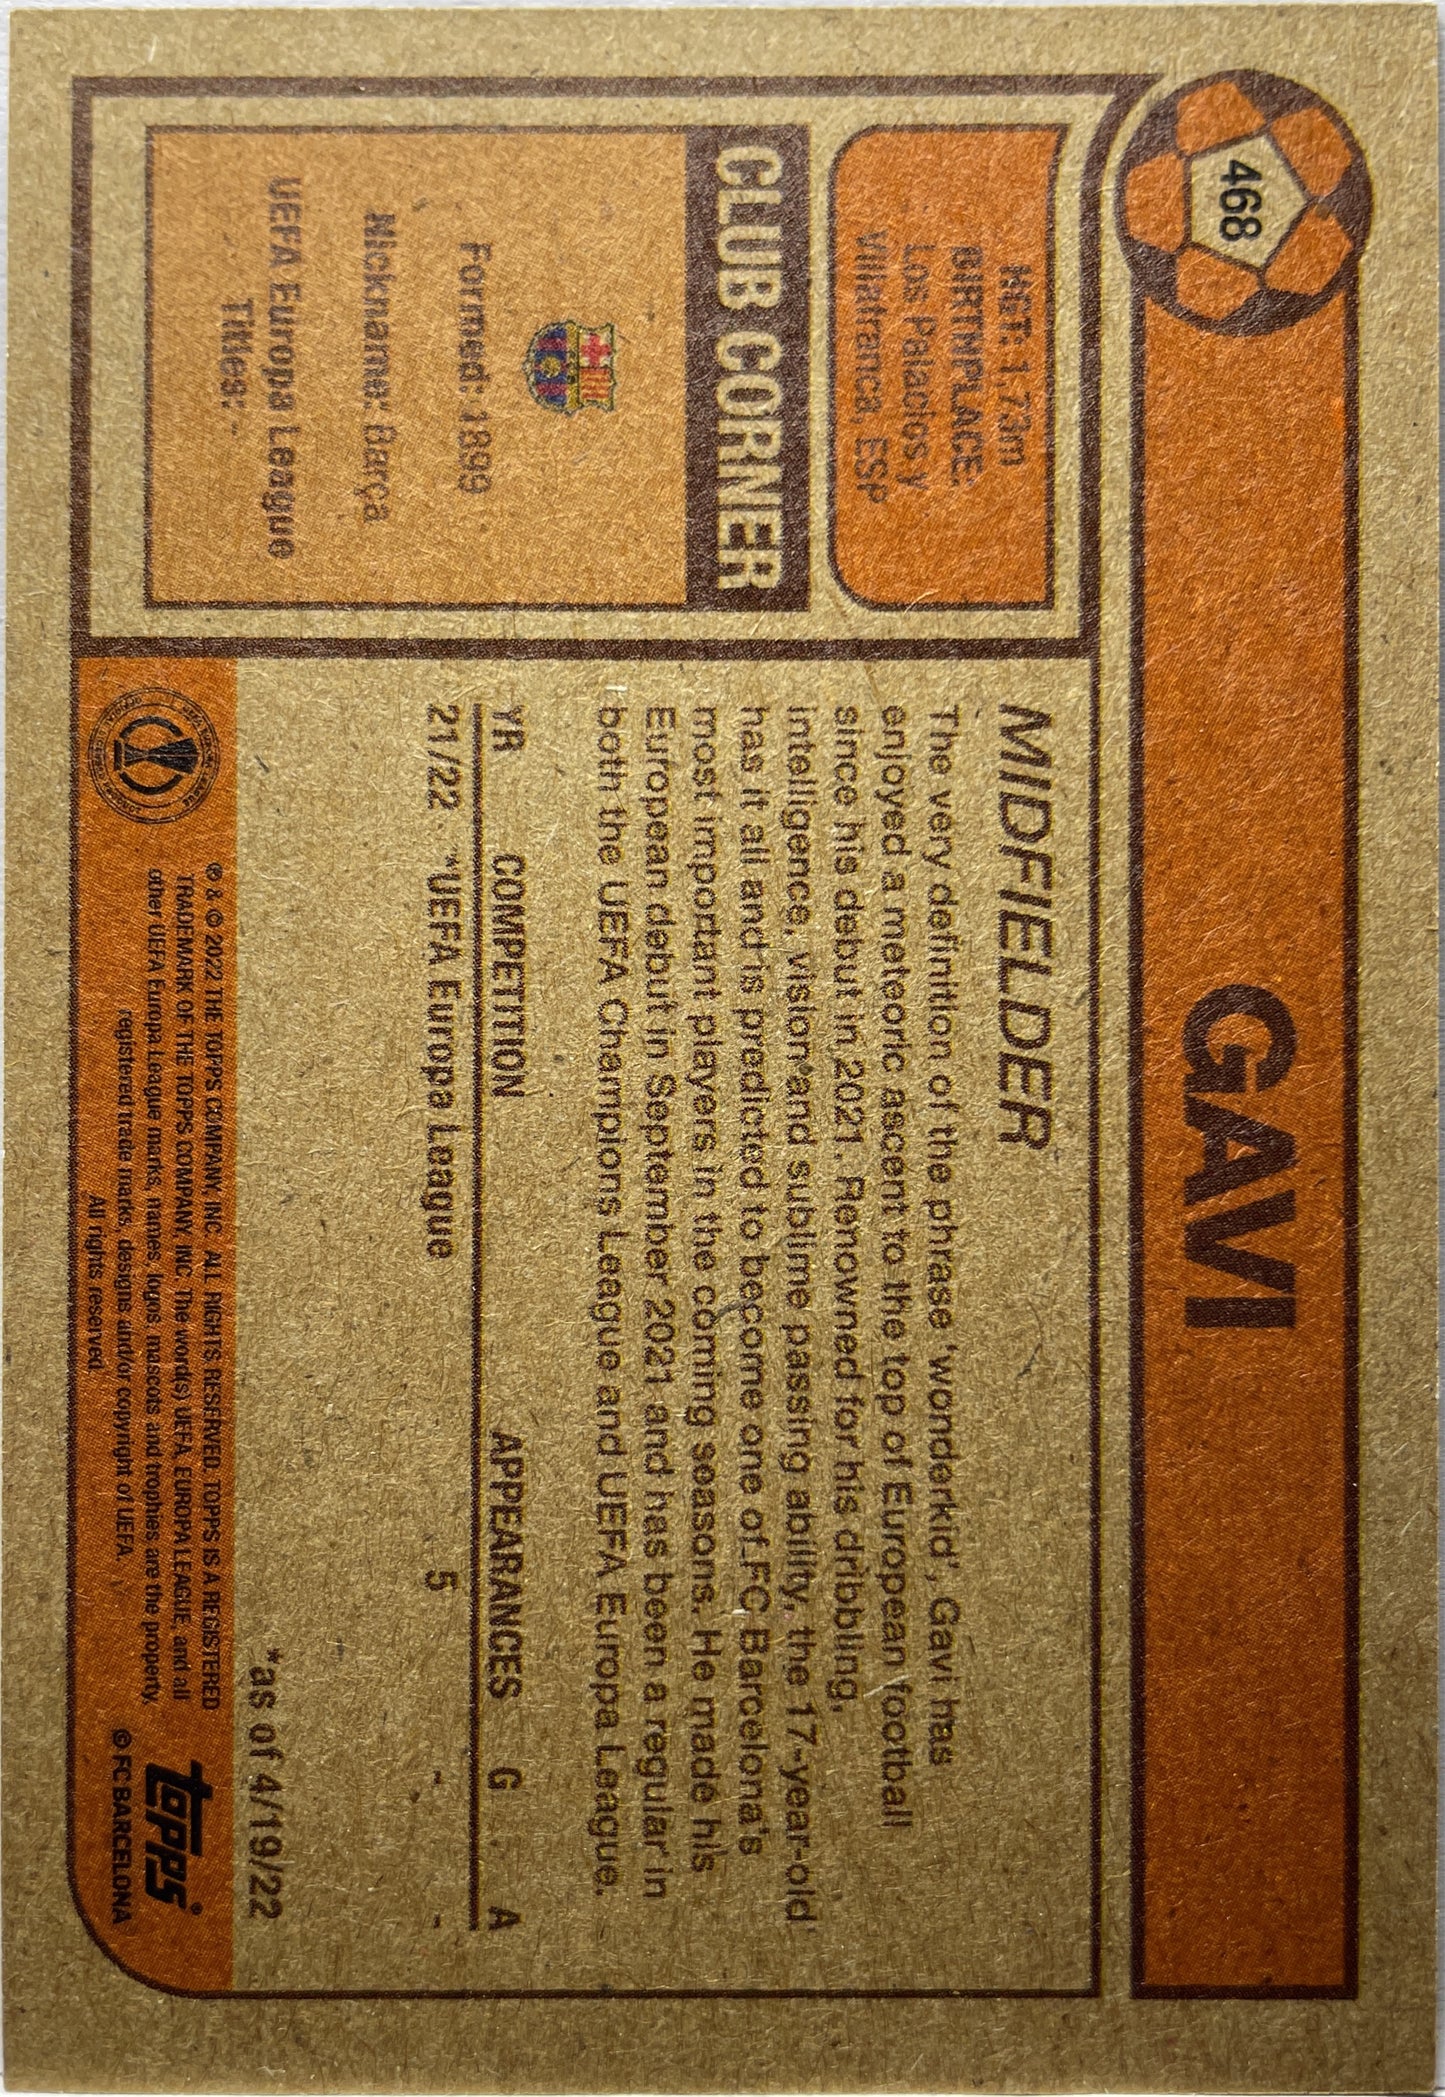 468
GAVI
HGT: 1.73m
BIRTHPLACE:
Los Palacios y
Villafranca, ESP
CLUB CORNER
Formed: 1899
Nickname: Barça
UEFA Europa League
Titles: -
MIDFIELDER
The very definition of the phrase 'wonderkid', Gavi has
enjoyed a meteoric ascent to the top of European football
since his debut in 2021. Renowned for his dribbling,
intelligence, vision and sublime passing ability, the 17-year-old
has it all and is predicted to become one of FC Barcelona's
most important players in the coming seasons. He made his
European debut in September 2021 and has been a regular in
both the UEFA Champions League and UEFA Europa League.
YR COMPETITION APPEARANCES G A
21/22 *UEFA Europa League 5 - -
*as of 4/19/22
® & © 2022 THE TOPPS COMPANY, INC. ALL RIGHTS RESERVED. TOPPS IS A REGISTERED
TRADEMARK OF THE TOPPS COMPANY, INC. The word(s) UEFA, EUROPA LEAGUE, and all
other UEFA Europa League marks, names, logos, mascots and trophies are the property,
registered trade marks, designs and/or copyright of UEFA.
All rights reserved.
topps®
© FC BARCELONA